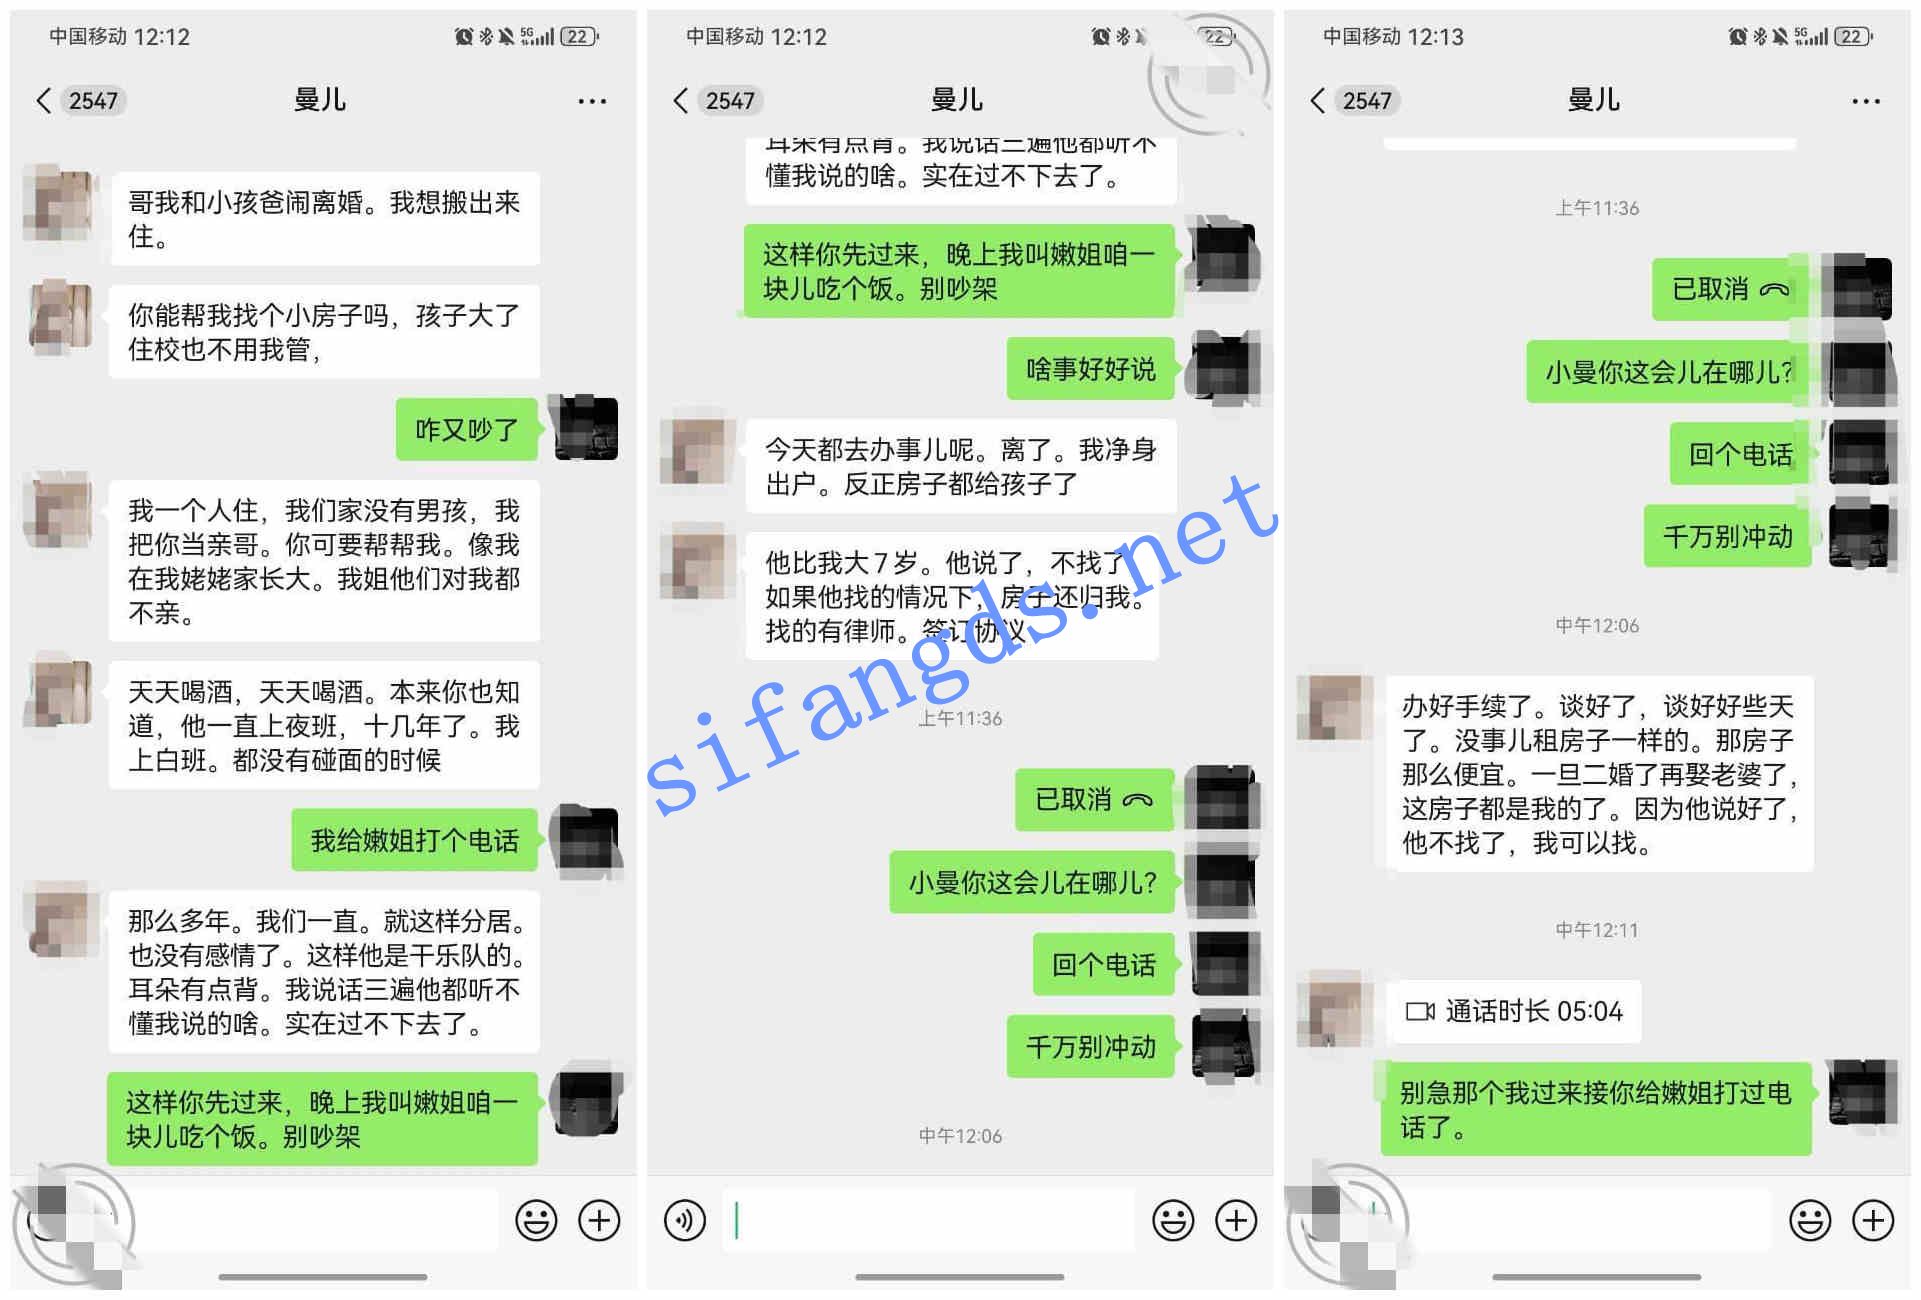 中国移动 12:12
5G
22
2547
曼儿
哥我和小孩爸闹离婚。我想搬出来
住。
你能帮我找个小房子吗，孩子大了
住校也不用我管，
咋又吵了
我一个人住，我们家没有男孩，我
把你当亲哥。你可要帮帮我。像我
在我姥姥家长大。我姐他们对我都
不亲。
天天喝酒，天天喝酒。本来你也知
道，他一直上夜班，十几年了。我
上白班。都没有碰面的时候
我给嫩姐打个电话
那么多年。我们一直。就这样分居。
也没有感情了。这样他是干乐队的。
耳朵有点背。我说话三遍他都听不
懂我说的啥。实在过不下去了。
这样你先过来，晚上我叫嫩姐咱一
块儿吃个饭。别吵架
中国移动 12:12
22
2547
曼儿
耳朵有点背。我说话三遍他都听不
懂我说的啥。实在过不下去了。
这样你先过来，晚上我叫嫩姐咱一
块儿吃个饭。别吵架
啥事好好说
今天都去办事儿呢。离了。我净身
出户。反正房子都给孩子了
他比我大7岁。他说了，不找了
如果他找的情况下，房子还归我。
找的有律师。签订协议
上午11:36
已取消
小曼你这会儿在哪儿？
回个电话
千万别冲动
中午12:06
中国移动 12:13
5G
22
2547
曼儿
上午11:36
已取消
小曼你这会儿在哪儿？
回个电话
千万别冲动
中午12:06
办好手续了。谈好了，谈好好些天
了。没事儿租房子一样的。那房子
那么便宜。一旦二婚了再娶老婆了，
这房子都是我的了。因为他说好了，
他不找了，我可以找。
中午12:11
通话时长 05:04
别急那个我过来接你给嫩姐打过电
话了。
sifangds.net